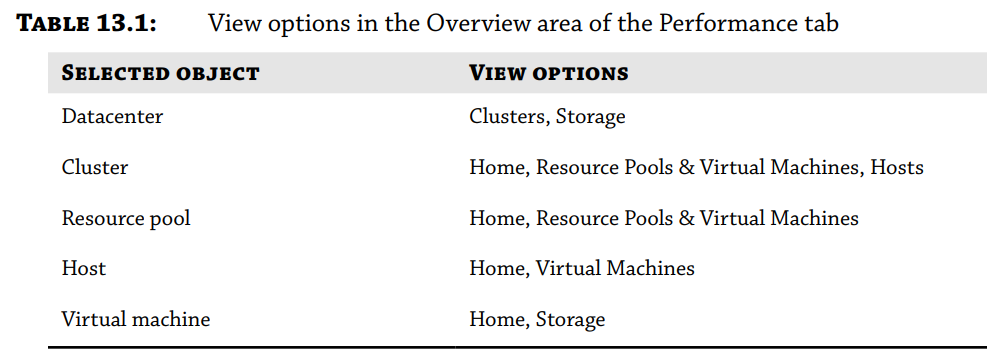 TABLE 13.1: View options in the Overview area of the Performance tab
SELECTED OBJECT VIEW OPTIONS
Datacenter Clusters, Storage
Cluster Home, Resource Pools & Virtual Machines, Hosts
Resource pool Home, Resource Pools & Virtual Machines
Host Home, Virtual Machines
Virtual machine Home, Storage